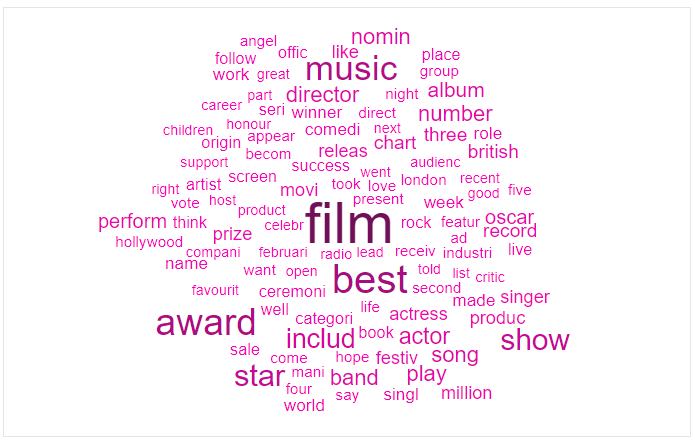 angel offic like nomin
follow place
work great music group
part director night album
career seri winner direct number
children honour comedi next three role
origin appear chart british
becom releas
support success audienc
screen went
right artist movi took love london recent
vote host present week good five
product
perform think celebr film rock featur oscar
hollywood prize ad record
compani februari radio lead receiv industri live
name want open best told list critic
favourit ceremoni second
well life made singer
award categori actress produc
includ book actor show
sale come hope festiv song
star mani band play
four say singl million
world